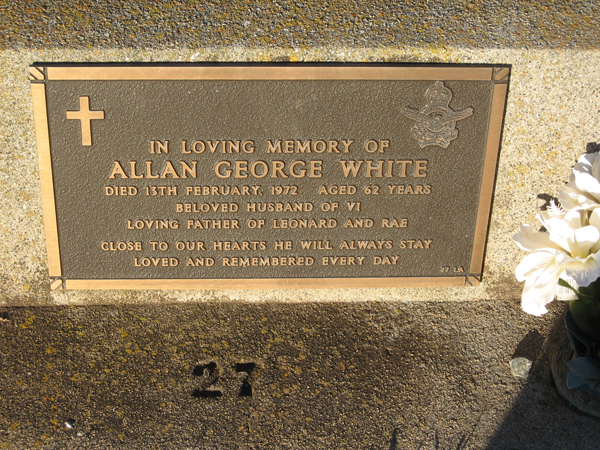 IN LOVING MEMORY OF
ALLAN GEORGE WHITE
DIED 13TH FEBRUARY, 1972 AGED 62 YEARS
BELOVED HUSBAND OF VI
LOVING FATHER OF LEONARD AND RAE
CLOSE TO OUR HEARTS HE WILL ALWAYS STAY
LOVED AND REMEMBERED EVERY DAY
27
27